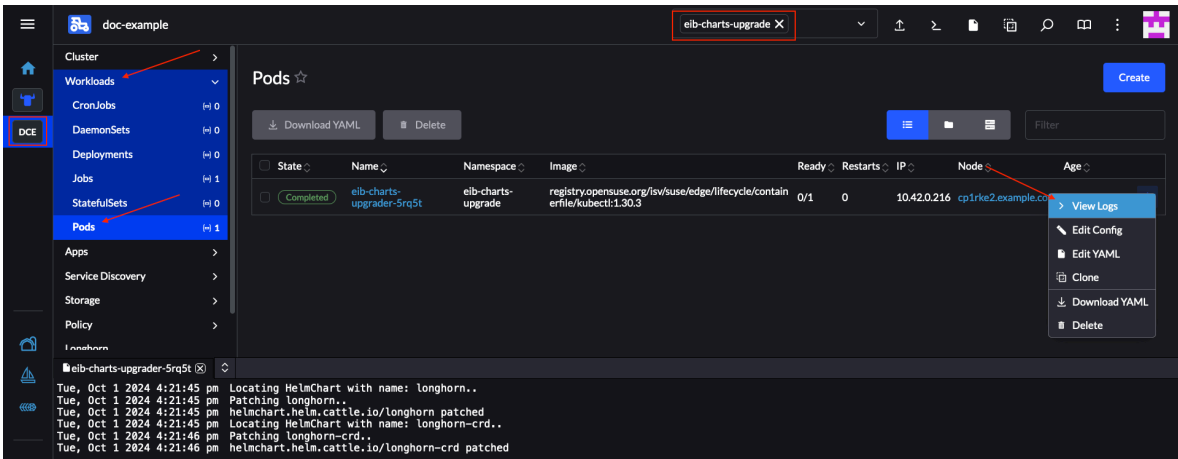 doc-example
eib-charts-upgrade
DCE
Cluster
Workloads
CronJobs 0
DaemonSets 0
Deployments 0
Jobs 1
StatefulSets 0
Pods 1
Apps
Service Discovery
Storage
Policy
Longhorn
Pods
Create
Download YAML Delete
Filter
State Name Namespace Image Ready Restarts IP Node Age
Completed eib-charts-upgrader-5rq5t eib-charts-upgrade registry.opensuse.org/isv/suse/edge/lifecycle/containerfile/kubectl:1.30.3 0/1 0 10.42.0.216 cp1rke2.example.co
View Logs
Edit Config
Edit YAML
Clone
Download YAML
Delete
eib-charts-upgrader-5rq5t
Tue, Oct 1 2024 4:21:45 pm Locating HelmChart with name: longhorn..
Tue, Oct 1 2024 4:21:45 pm Patching longhorn..
Tue, Oct 1 2024 4:21:45 pm helmchart.helm.cattle.io/longhorn patched
Tue, Oct 1 2024 4:21:45 pm Locating HelmChart with name: longhorn-crd..
Tue, Oct 1 2024 4:21:46 pm Patching longhorn-crd..
Tue, Oct 1 2024 4:21:46 pm helmchart.helm.cattle.io/longhorn-crd patched